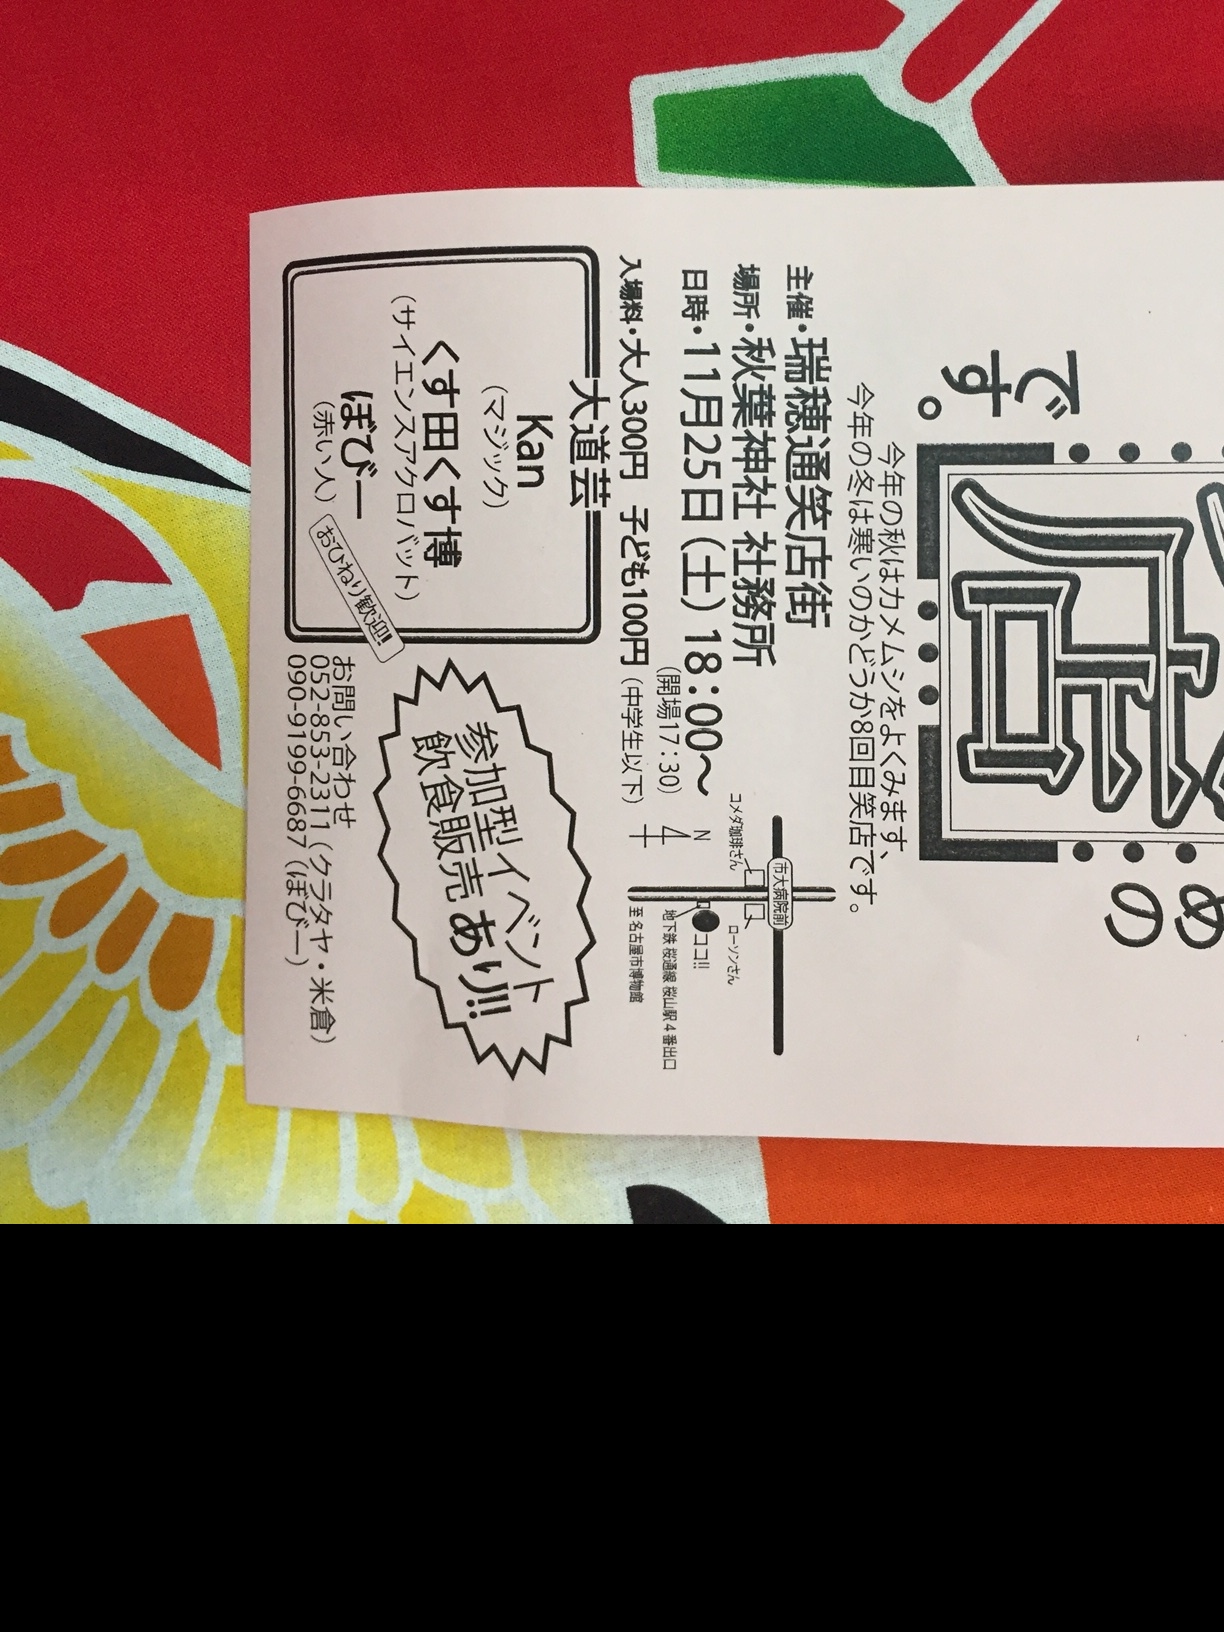 めの
店
です。
今年の秋はカメムシをよくみます、
今年の冬は寒いのかどうか8回目笑店です。
主催・瑞穂通笑店街
場所・秋葉神社 社務所
日時・11月25日(土)18:00～
(開場17:30)
入場料・大人300円 子ども100円(中学生以下)
市大病院前
コメダ珈琲さん
ローソンさん
N
ココ!!
地下鉄 桜通線 桜山駅4番出口
至 名古屋市博物館
大道芸
Kan
(マジック)
くす田くす博
(サイエンスアクロバット)
ぼびー
(赤い人)
おひねり歓迎!!
参加型イベント
飲食販売あり!!
お問い合わせ
052-853-2311(クラタヤ・米倉)
090-9199-6687(ぼびー)